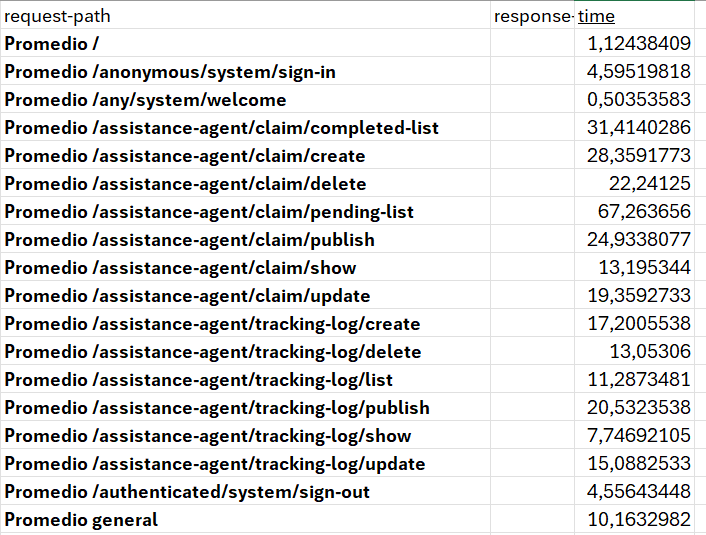 request-path response- time
Promedio / 1,12438409
Promedio /anonymous/system/sign-in 4,59519818
Promedio /any/system/welcome 0,50353583
Promedio /assistance-agent/claim/completed-list 31,4140286
Promedio /assistance-agent/claim/create 28,3591773
Promedio /assistance-agent/claim/delete 22,24125
Promedio /assistance-agent/claim/pending-list 67,263656
Promedio /assistance-agent/claim/publish 24,9338077
Promedio /assistance-agent/claim/show 13,195344
Promedio /assistance-agent/claim/update 19,3592733
Promedio /assistance-agent/tracking-log/create 17,2005538
Promedio /assistance-agent/tracking-log/delete 13,05306
Promedio /assistance-agent/tracking-log/list 11,2873481
Promedio /assistance-agent/tracking-log/publish 20,5323538
Promedio /assistance-agent/tracking-log/show 7,74692105
Promedio /assistance-agent/tracking-log/update 15,0882533
Promedio /authenticated/system/sign-out 4,55643448
Promedio general 10,1632982